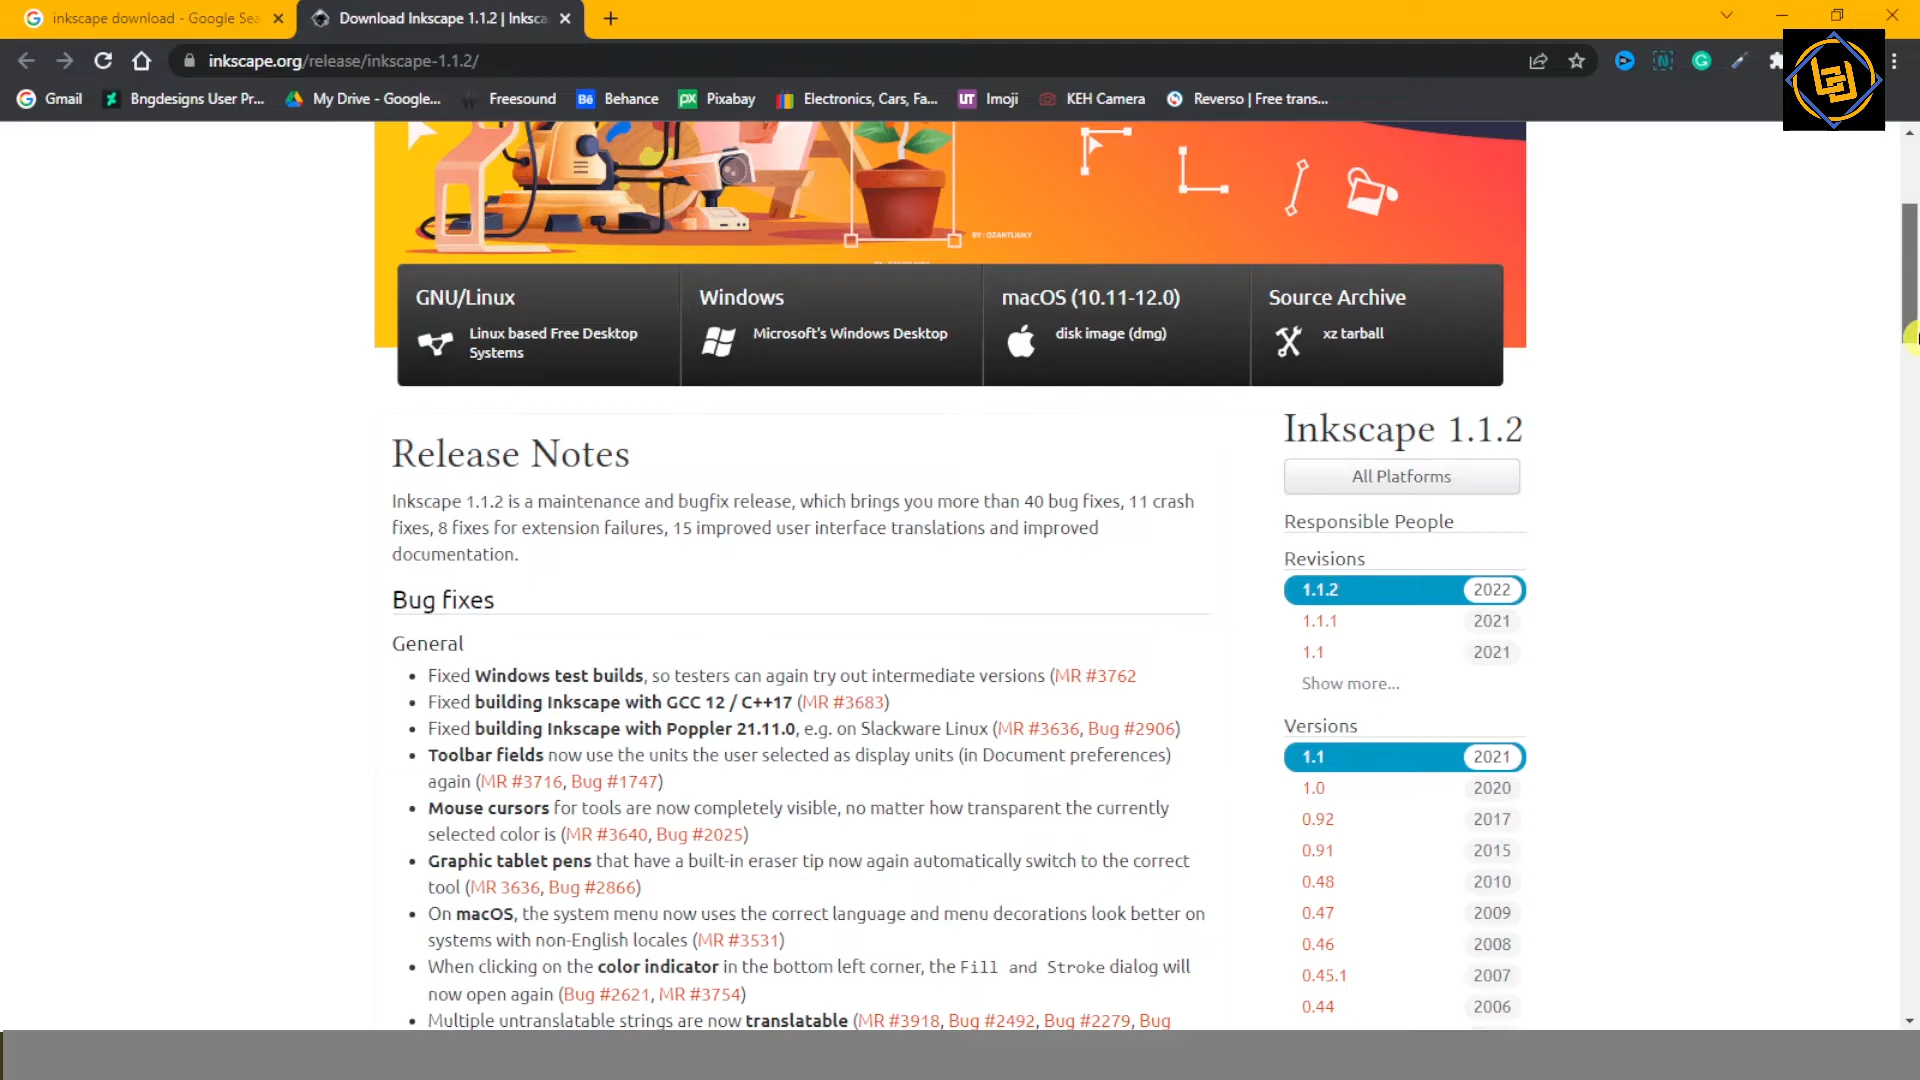 inkscape download - Google Sea
Download Inkscape 1.1.2 | Inksca
inkscape.org/release/inkscape-1.1.2/
Gmail
Bngdesigns User Pr...
My Drive - Google...
Freesound
Bē Behance
px Pixabay
Electronics, Cars, Fa...
UT Imoji
KEH Camera
Reverso | Free trans...
BY : OZANTLIUKY
GNU/Linux
Linux based Free Desktop
Systems
Windows
Microsoft's Windows Desktop
macOS (10.11-12.0)
disk image (dmg)
Source Archive
xz tarball
Release Notes
Inkscape 1.1.2 is a maintenance and bugfix release, which brings you more than 40 bug fixes, 11 crash
fixes, 8 fixes for extension failures, 15 improved user interface translations and improved
documentation.
Bug fixes
General
• Fixed Windows test builds, so testers can again try out intermediate versions (MR #3762
• Fixed building Inkscape with GCC 12 / C++17 (MR #3683)
• Fixed building Inkscape with Poppler 21.11.0, e.g. on Slackware Linux (MR #3636, Bug #2906)
• Toolbar fields now use the units the user selected as display units (in Document preferences)
again (MR #3716, Bug #1747)
• Mouse cursors for tools are now completely visible, no matter how transparent the currently
selected color is (MR #3640, Bug #2025)
• Graphic tablet pens that have a built-in eraser tip now again automatically switch to the correct
tool (MR 3636, Bug #2866)
• On macOS, the system menu now uses the correct language and menu decorations look better on
systems with non-English locales (MR #3531)
• When clicking on the color indicator in the bottom left corner, the Fill and Stroke dialog will
now open again (Bug #2621, MR #3754)
• Multiple untranslatable strings are now translatable (MR #3918, Bug #2492, Bug #2279, Bug
Inkscape 1.1.2
All Platforms
Responsible People
Revisions
1.1.2 2022
1.1.1 2021
1.1 2021
Show more...
Versions
1.1 2021
1.0 2020
0.92 2017
0.91 2015
0.48 2010
0.47 2009
0.46 2008
0.45.1 2007
0.44 2006